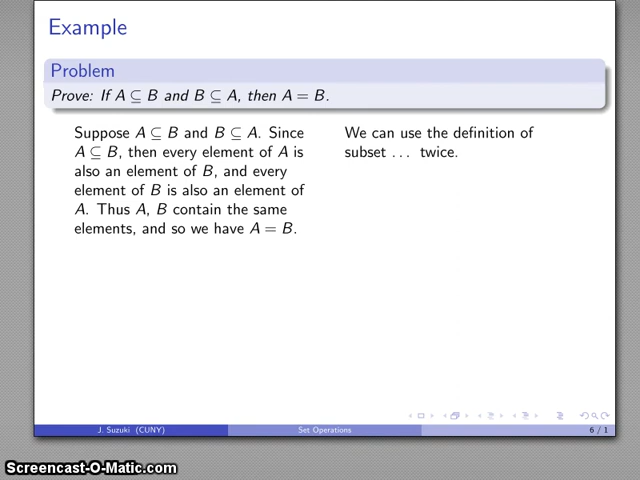 Example
Problem
Prove: If A ⊆ B and B ⊆ A, then A = B.
Suppose A ⊆ B and B ⊆ A. Since
A ⊆ B, then every element of A is
also an element of B, and every
element of B is also an element of
A. Thus A, B contain the same
elements, and so we have A = B.
We can use the definition of
subset . . . twice.
J. Suzuki (CUNY)
Set Operations
6 / 1
Screencast-O-Matic.com